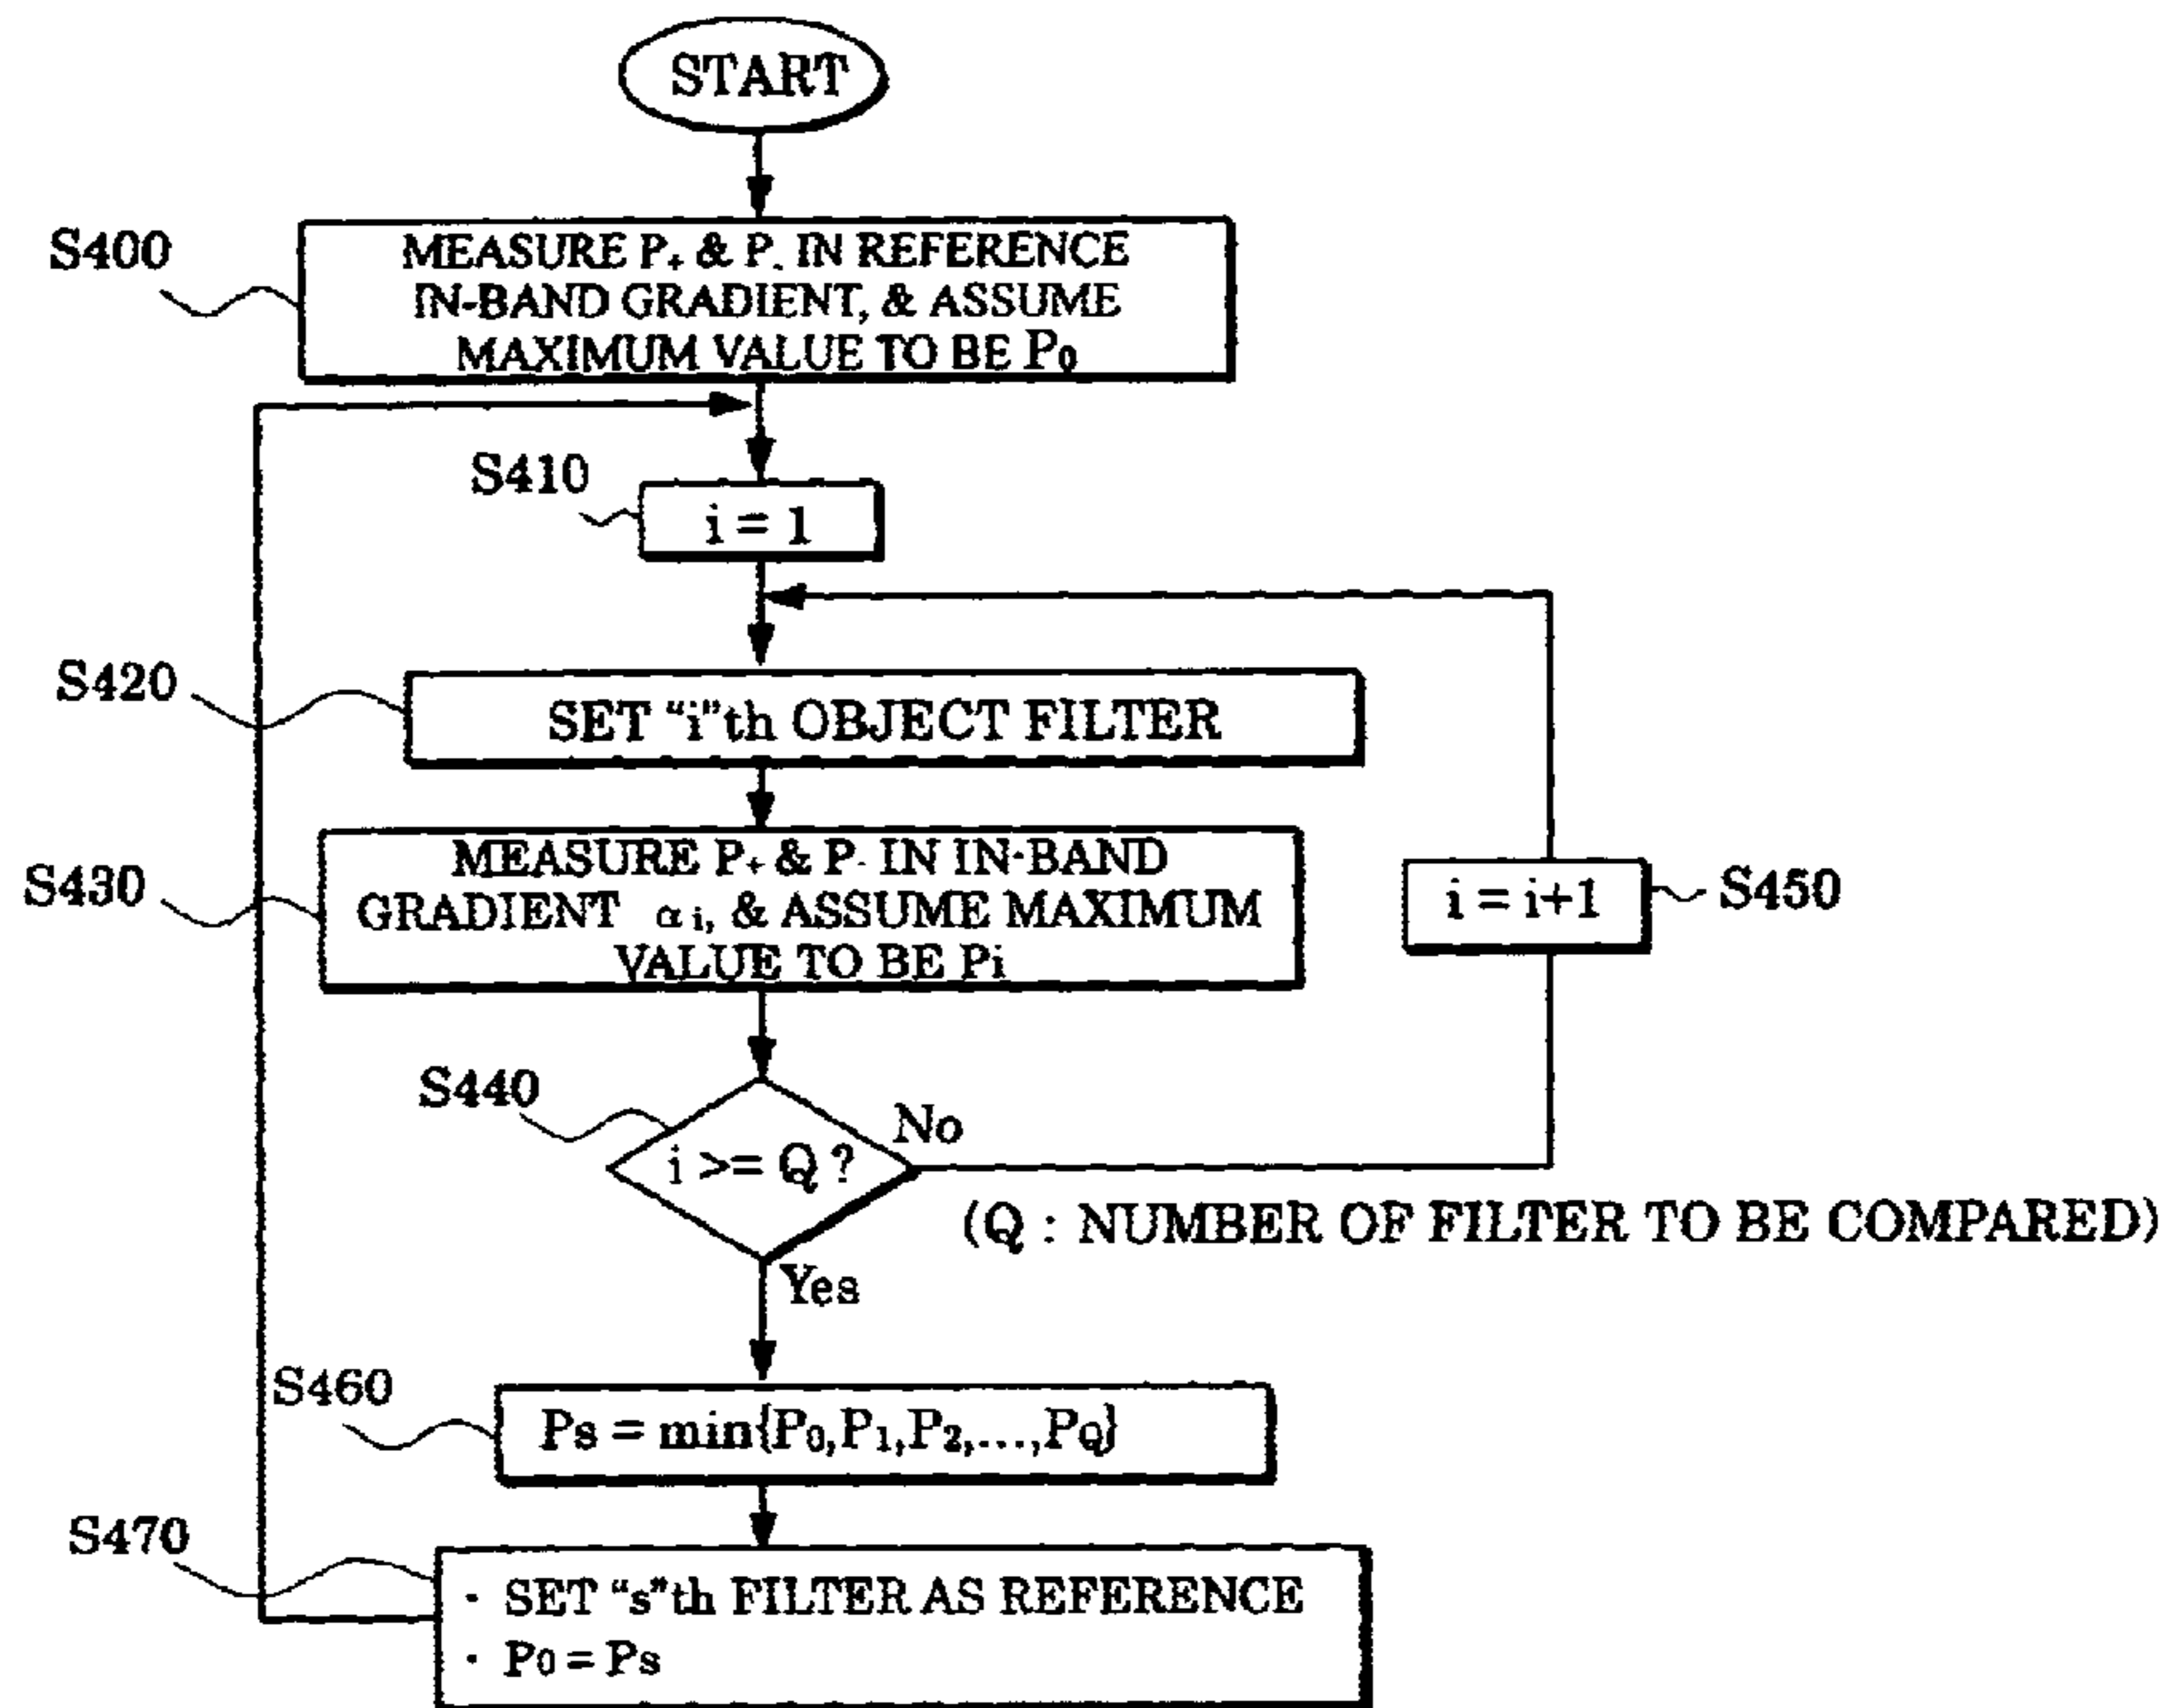 START
S400
MEASURE P+ & P- IN REFERENCE
IN-BAND GRADIENT, & ASSUME
MAXIMUM VALUE TO BE P0
S410
i = 1
S420
SET "i"th OBJECT FILTER
S430
MEASURE P+ & P- IN IN-BAND
GRADIENT αi, & ASSUME MAXIMUM
VALUE TO BE Pi
i = i+1
S450
S440
i >= Q ?
No
(Q : NUMBER OF FILTER TO BE COMPARED)
Yes
S460
Ps = min{P0,P1,P2,...,PQ}
S470
· SET "s"th FILTER AS REFERENCE
· P0 = Ps